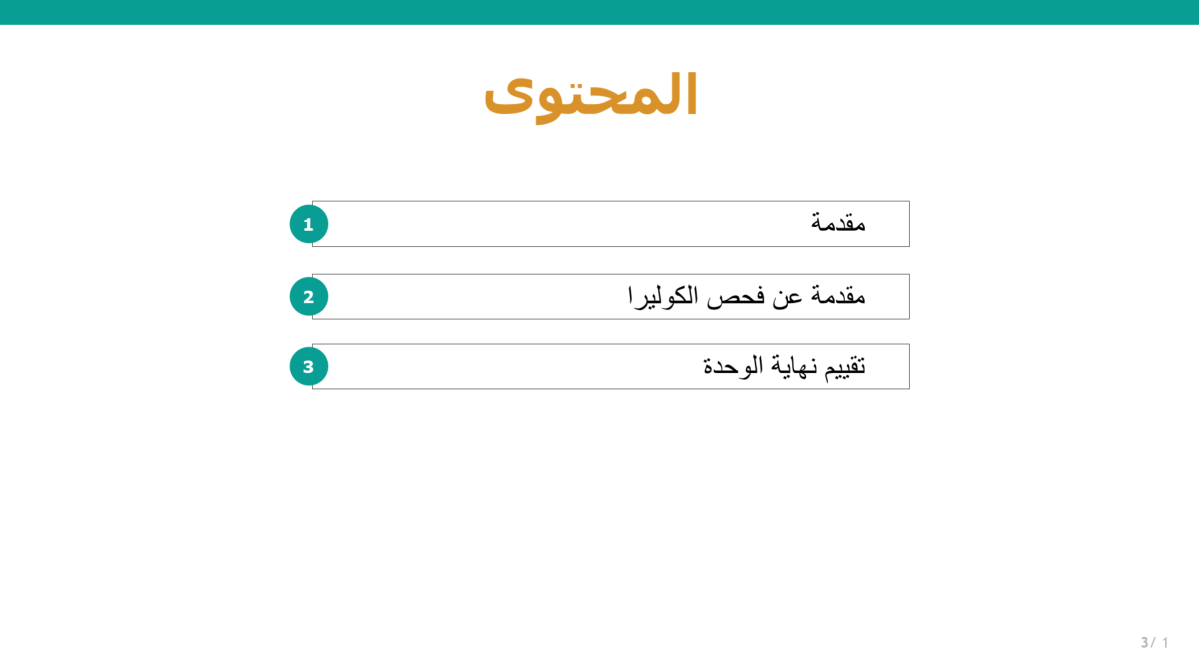 المحتوى
1 مقدمة
2 مقدمة عن فحص الكوليرا
3 تقييم نهاية الوحدة
3/ 1